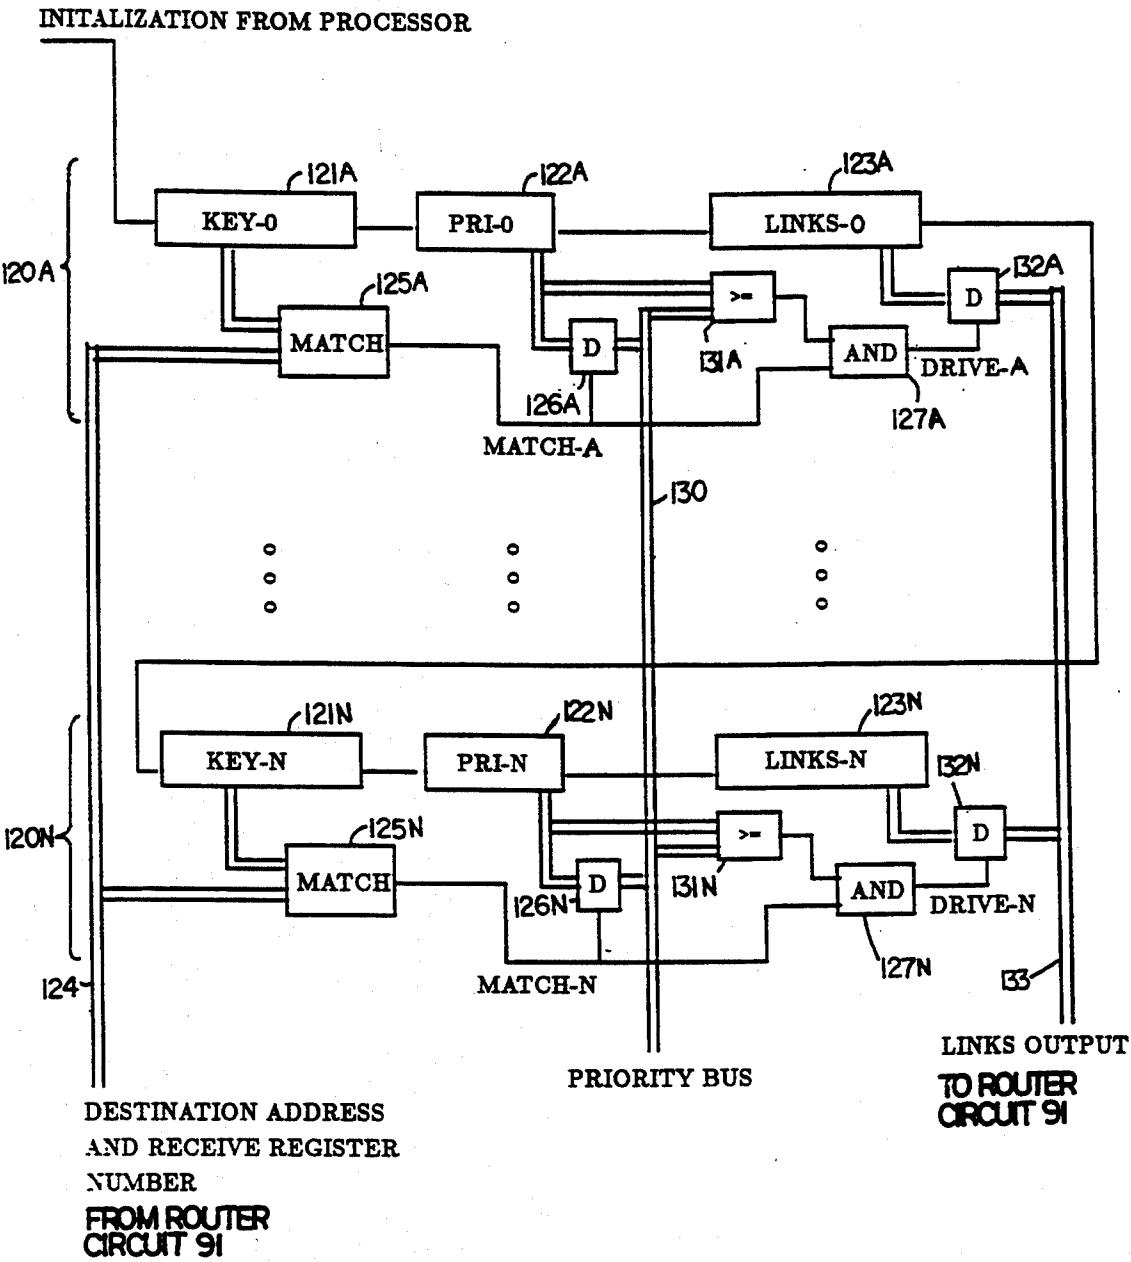 INITALIZATION FROM PROCESSOR
121A
122A
123A
KEY-0
PRI-0
LINKS-0
120A
125A
132A
>=
D
MATCH
D
131A
AND
DRIVE-A
126A
127A
MATCH-A
130
121N
122N
123N
KEY-N
PRI-N
LINKS-N
132N
120N
125N
>=
D
MATCH
D
131N
AND
126N
DRIVE-N
127N
124
MATCH-N
133
LINKS OUTPUT
PRIORITY BUS
TO ROUTER
CIRCUIT 91
DESTINATION ADDRESS
AND RECEIVE REGISTER
NUMBER
FROM ROUTER
CIRCUIT 91